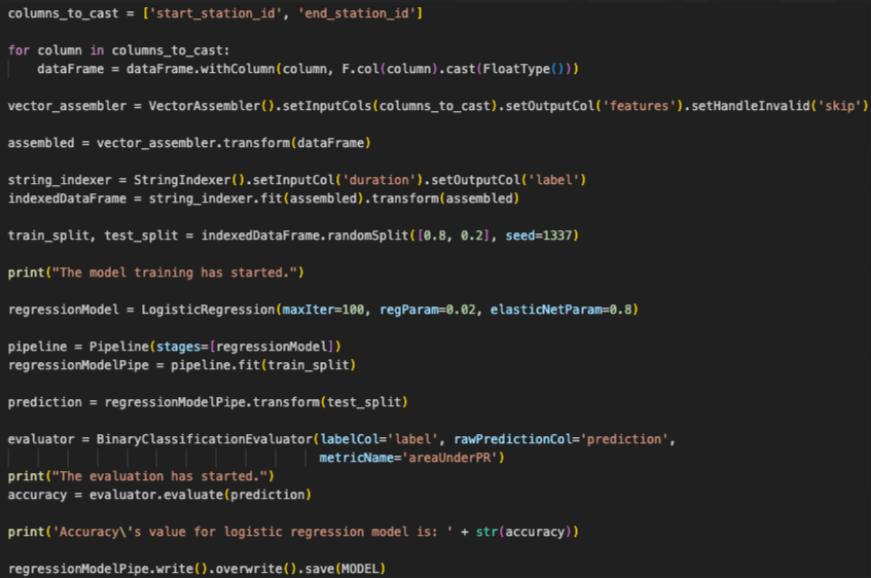 columns_to_cast = ['start_station_id', 'end_station_id']
for column in columns_to_cast:
    dataFrame = dataFrame.withColumn(column, F.col(column).cast(FloatType()))
vector_assembler = VectorAssembler().setInputCols(columns_to_cast).setOutputCol('features').setHandleInvalid('skip')
assembled = vector_assembler.transform(dataFrame)
string_indexer = StringIndexer().setInputCol('duration').setOutputCol('label')
indexedDataFrame = string_indexer.fit(assembled).transform(assembled)
train_split, test_split = indexedDataFrame.randomSplit([0.8, 0.2], seed=1337)
print("The model training has started.")
regressionModel = LogisticRegression(maxIter=100, regParam=0.02, elasticNetParam=0.8)
pipeline = Pipeline(stages=[regressionModel])
regressionModelPipe = pipeline.fit(train_split)
prediction = regressionModelPipe.transform(test_split)
evaluator = BinaryClassificationEvaluator(labelCol='label', rawPredictionCol='prediction',
                                          metricName='areaUnderPR')
print("The evaluation has started.")
accuracy = evaluator.evaluate(prediction)
print('Accuracy\'s value for logistic regression model is: ' + str(accuracy))
regressionModelPipe.write().overwrite().save(MODEL)